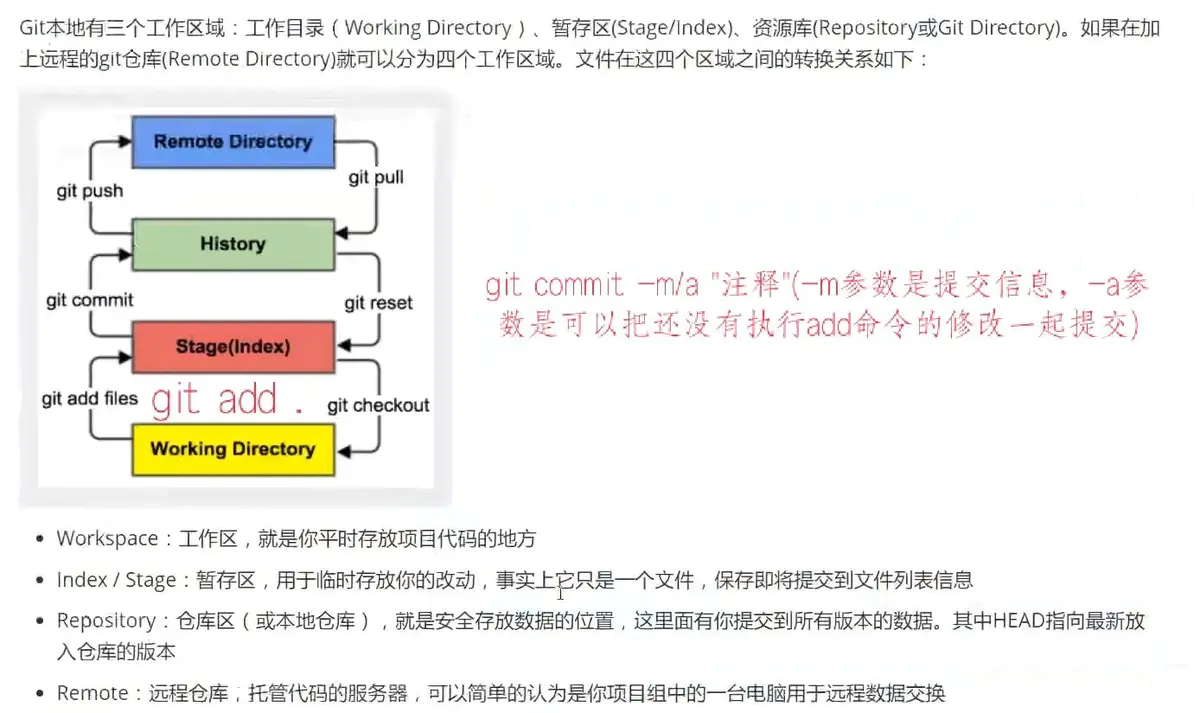 Git本地有三个工作区域：工作目录（Working Directory）、暂存区(Stage/Index)、资源库(Repository或Git Directory)。如果在加
上远程的git仓库(Remote Directory)就可以分为四个工作区域。文件在这四个区域之间的转换关系如下：
Remote Directory
git push
git pull
History
git commit
git reset
git commit -m/a "注释"(-m参数是提交信息，-a参
数是可以把还没有执行add命令的修改一起提交)
Stage(Index)
git add files
git add .
git checkout
Working Directory
• Workspace：工作区，就是你平时存放项目代码的地方
• Index / Stage：暂存区，用于临时存放你的改动，事实上它只是一个文件，保存即将提交到文件列表信息
• Repository：仓库区（或本地仓库），就是安全存放数据的位置，这里面有你提交到所有版本的数据。其中HEAD指向最新放
入仓库的版本
• Remote：远程仓库，托管代码的服务器，可以简单的认为是你项目组中的一台电脑用于远程数据交换